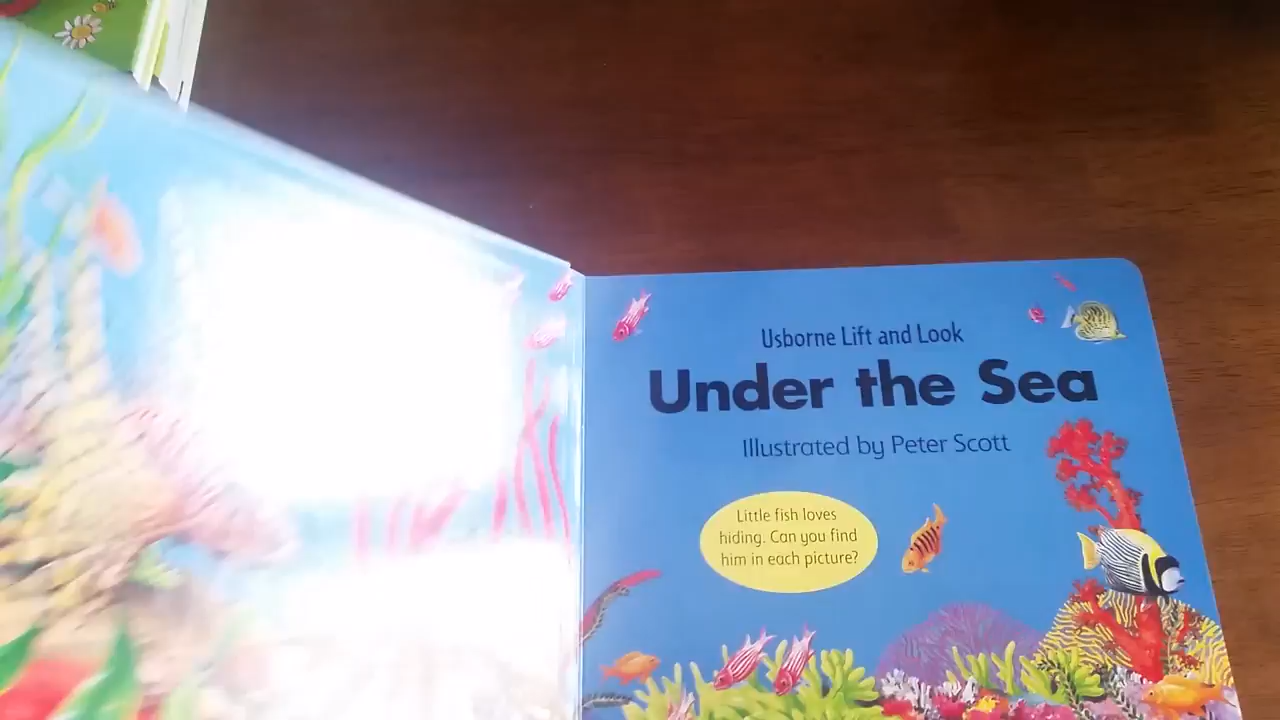 Usborne Lift and Look
Under the Sea
Illustrated by Peter Scott
Little fish loves
hiding. Can you find
him in each picture?